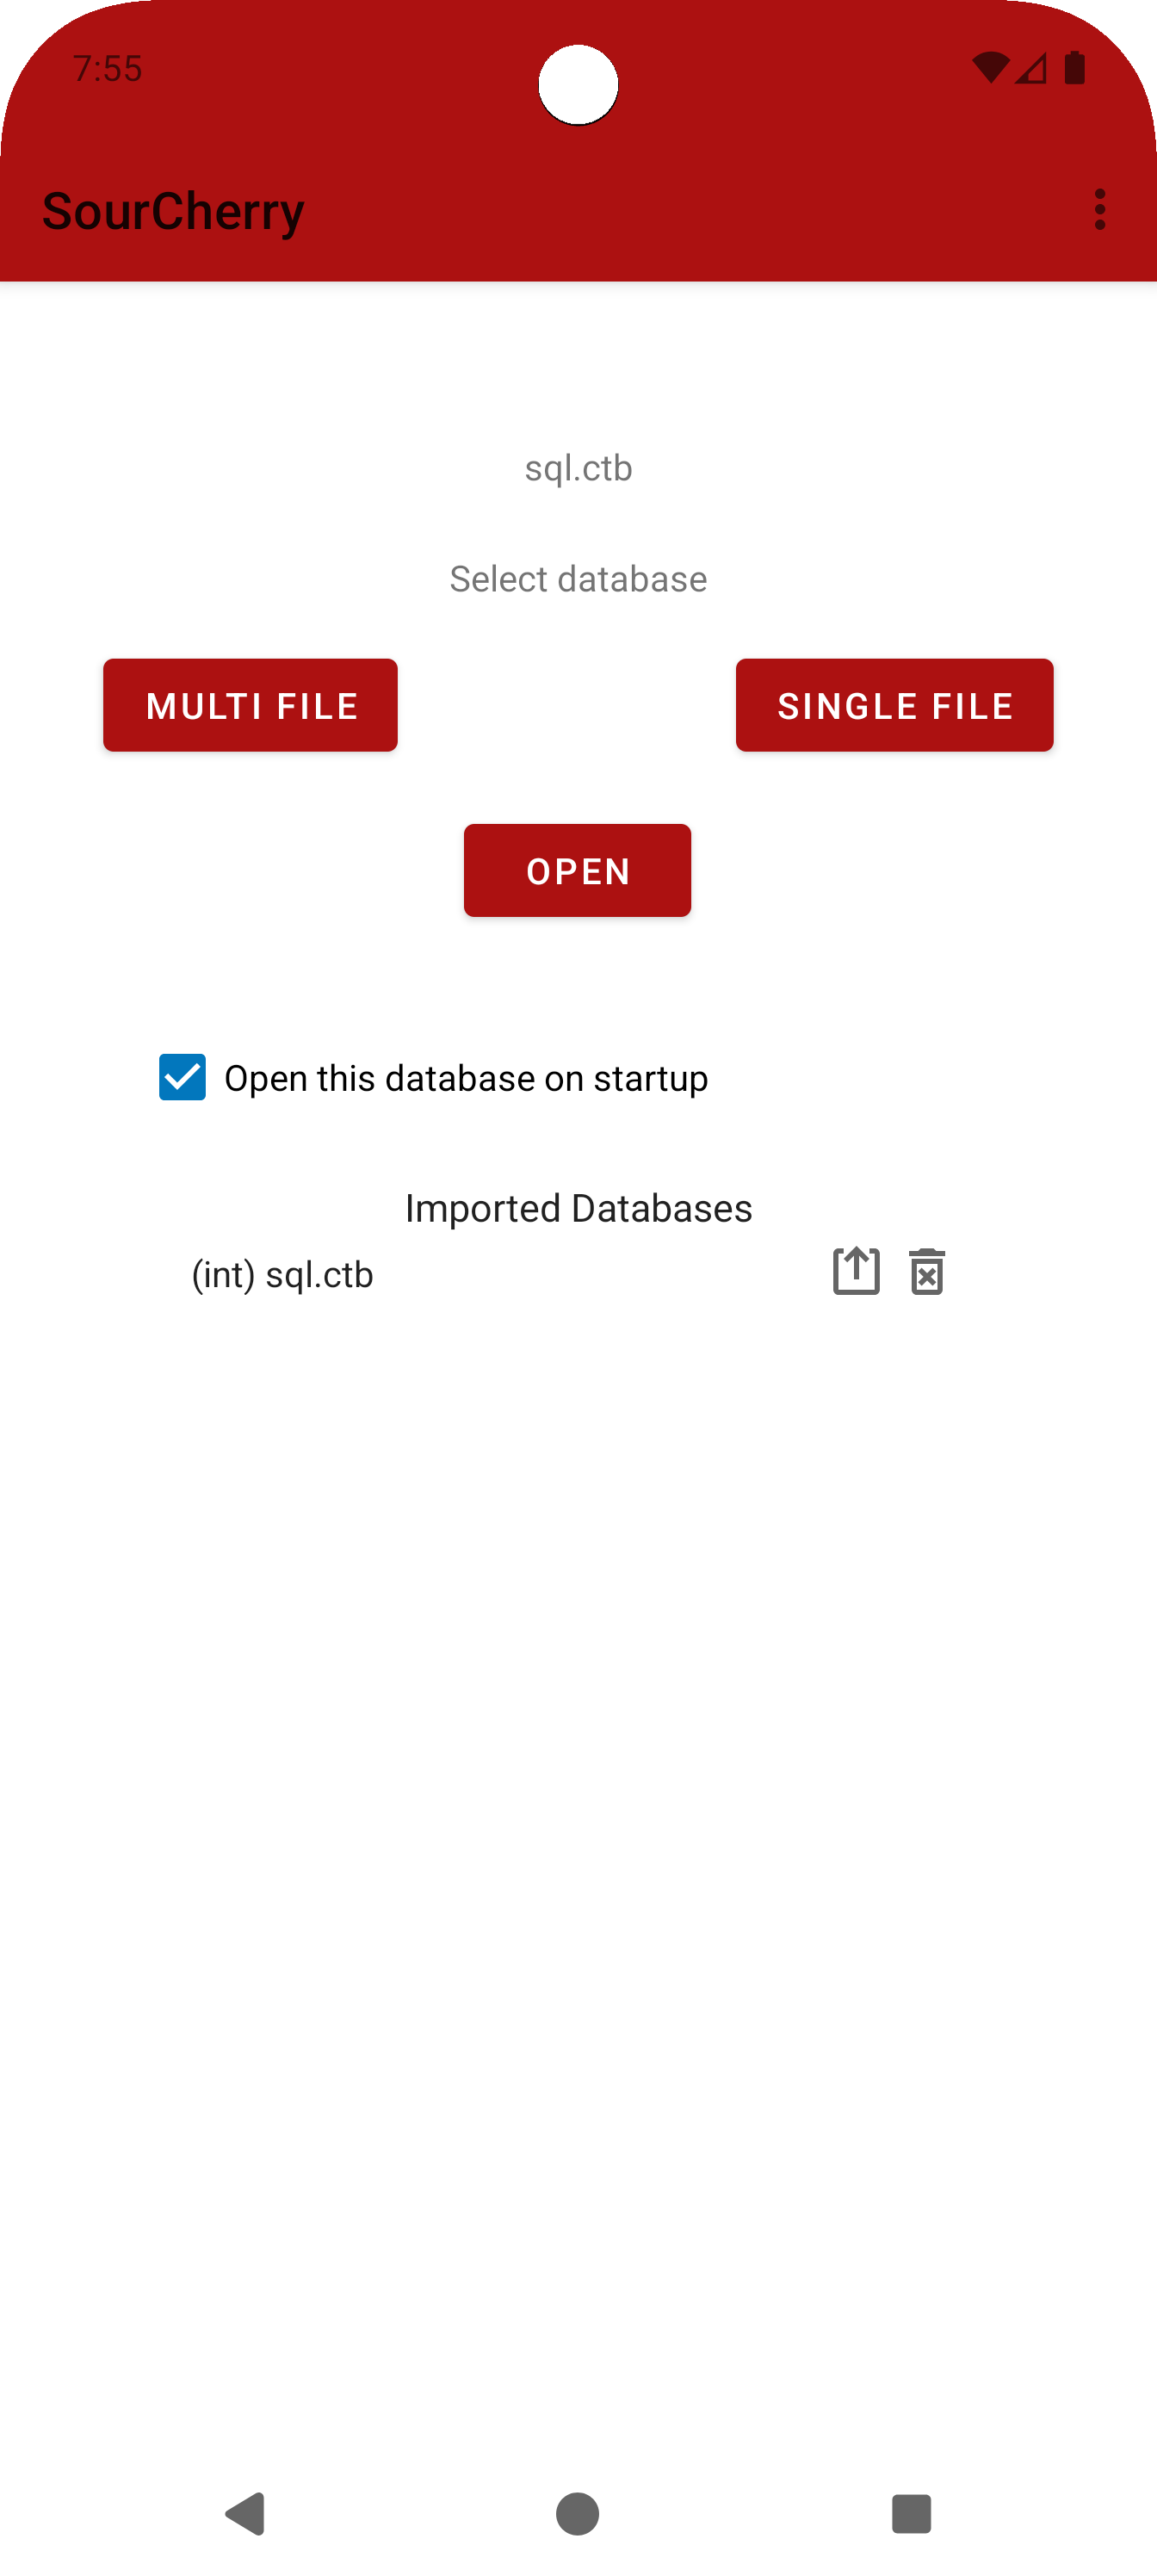 7:55
SourCherry
sql.ctb
Select database
MULTI FILE
SINGLE FILE
OPEN
Open this database on startup
Imported Databases
(int) sql.ctb